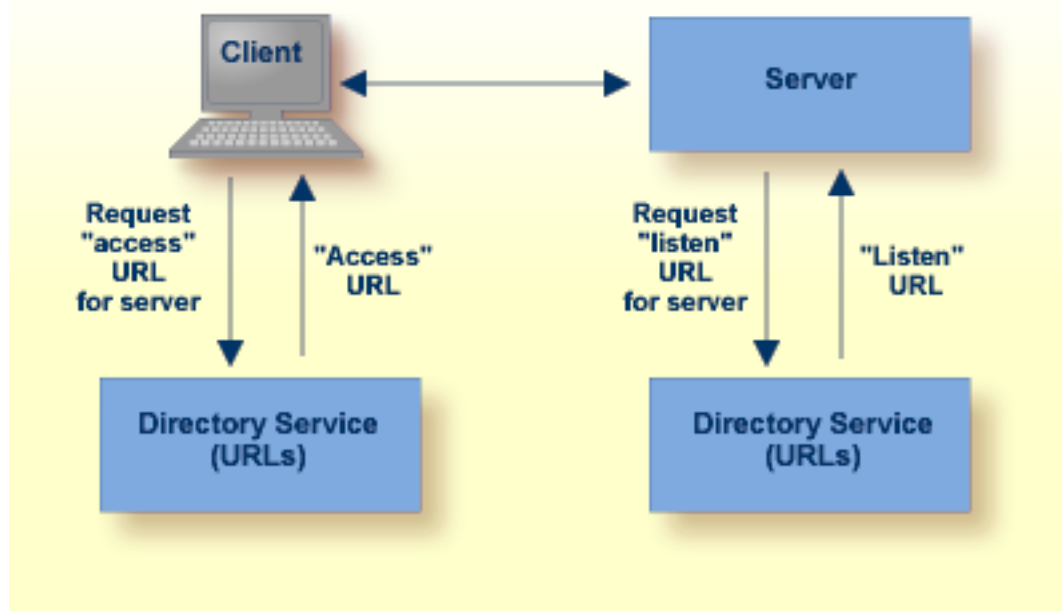 Client
Server
Request
"access"
URL
for server
"Access"
URL
Request
"listen"
URL
for server
"Listen"
URL
Directory Service
(URLs)
Directory Service
(URLs)